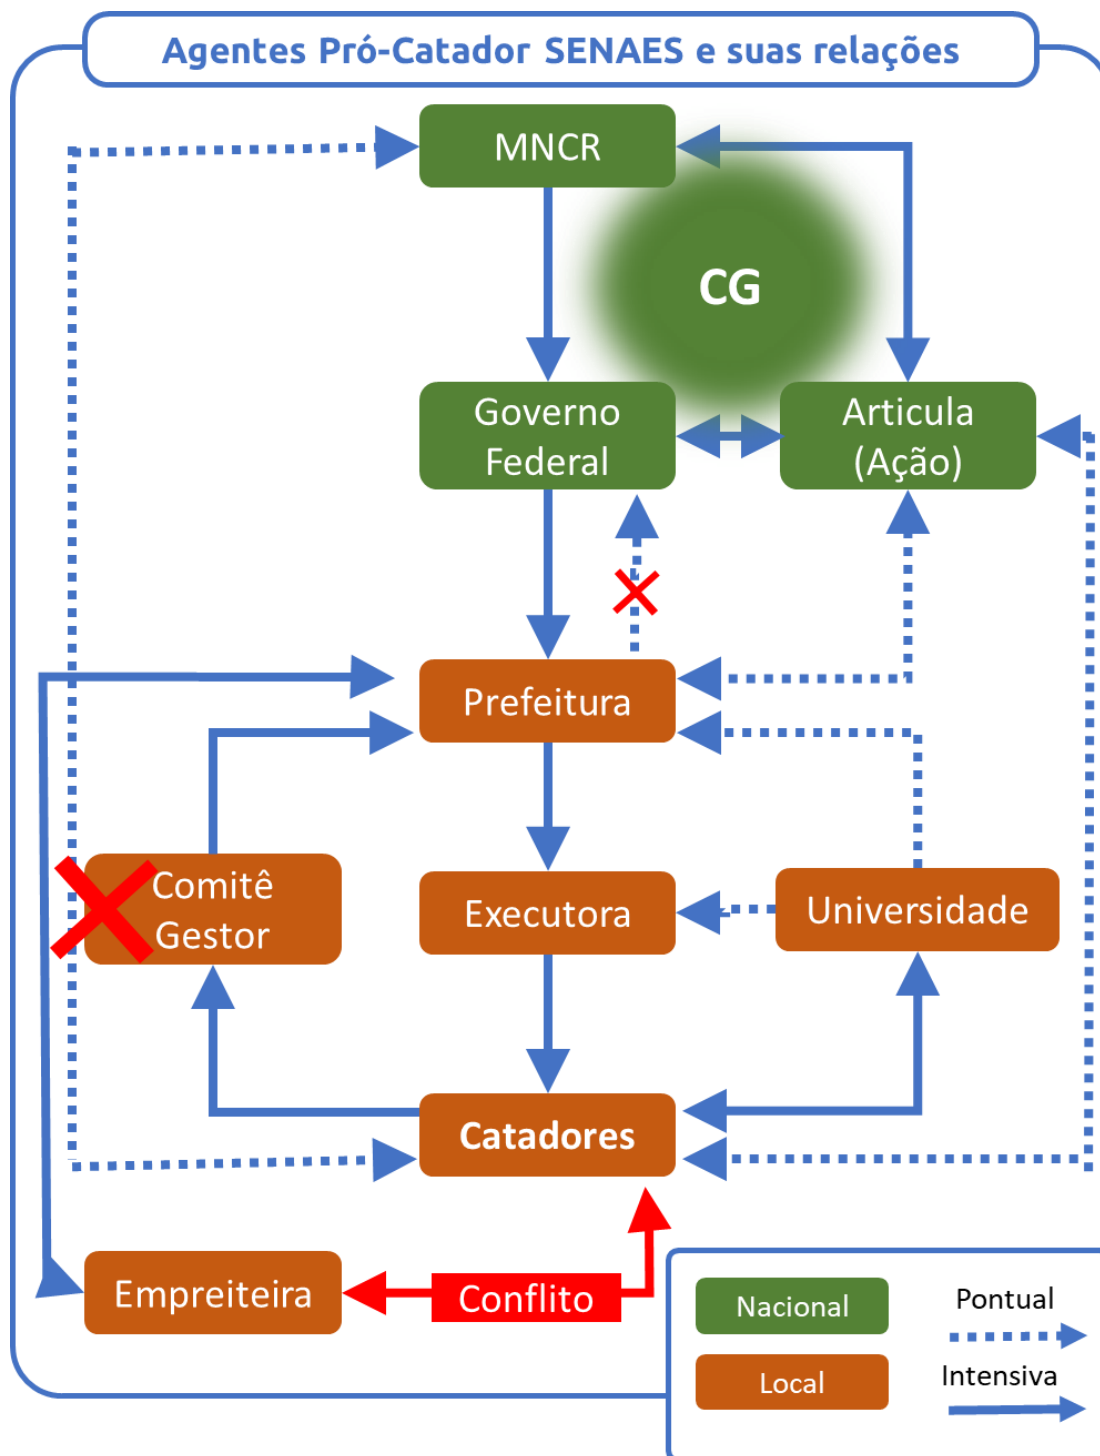 Agentes Pró-Catador SENAES e suas relações
MNCR
CG
Governo
Federal
Articula
(Ação)
Prefeitura
Comitê
Gestor
Executora
Universidade
Catadores
Empreiteira
Conflito
Nacional
Pontual
Local
Intensiva